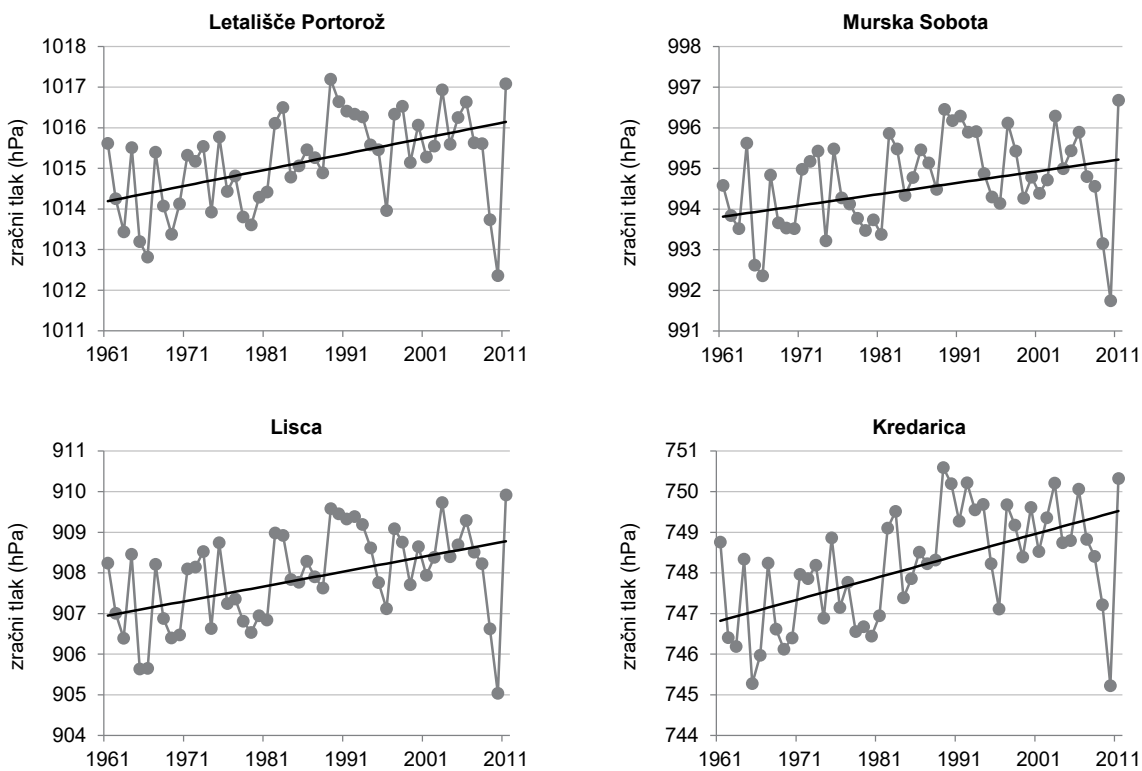 Letališče Portorož
zračni tlak (hPa)
1018
1017
1016
1015
1014
1013
1012
1011
1961 1971 1981 1991 2001 2011
Murska Sobota
zračni tlak (hPa)
998
997
996
995
994
993
992
991
1961 1971 1981 1991 2001 2011
Lisca
zračni tlak (hPa)
911
910
909
908
907
906
905
904
1961 1971 1981 1991 2001 2011
Kredarica
zračni tlak (hPa)
751
750
749
748
747
746
745
744
1961 1971 1981 1991 2001 2011